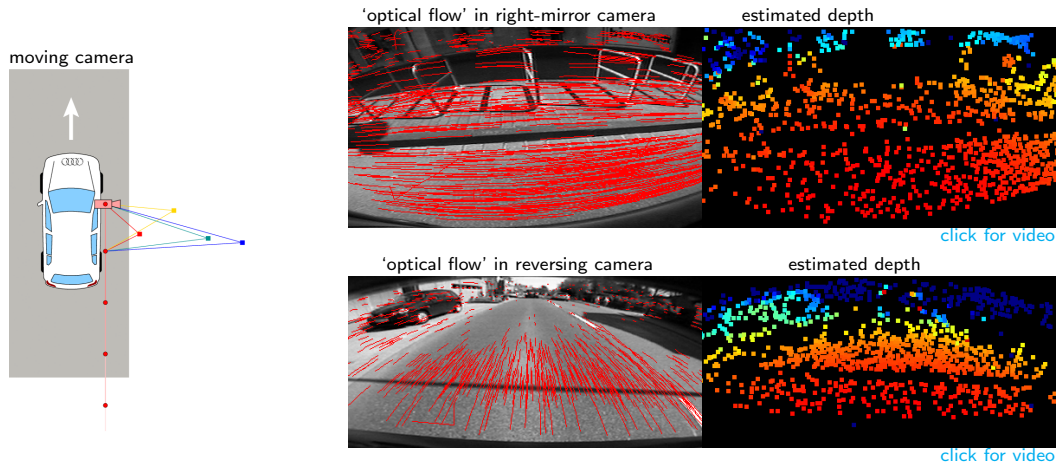 moving camera
‘optical flow’ in right-mirror camera
estimated depth
click for video
‘optical flow’ in reversing camera
estimated depth
click for video